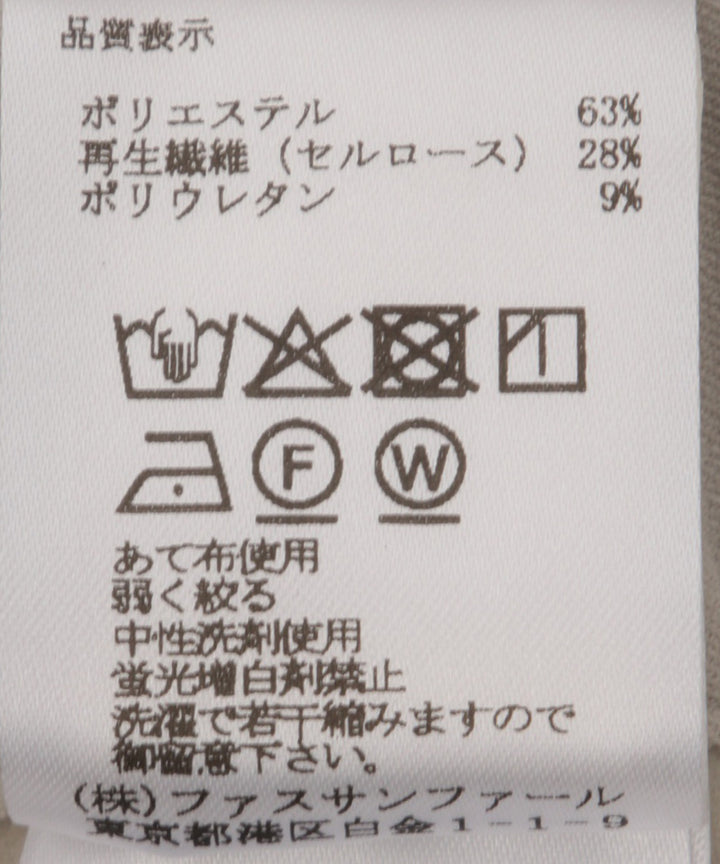 品質表示
ポリエステル 63%
再生繊維(セルロース) 28%
ポリウレタン 9%
F W
あて布使用
弱く絞る
中性洗剤使用
蛍光増白剤禁止
洗濯で若干縮みますので
御留意下さい。
(株)ファスサンファール
東京都港区白金1-1-9